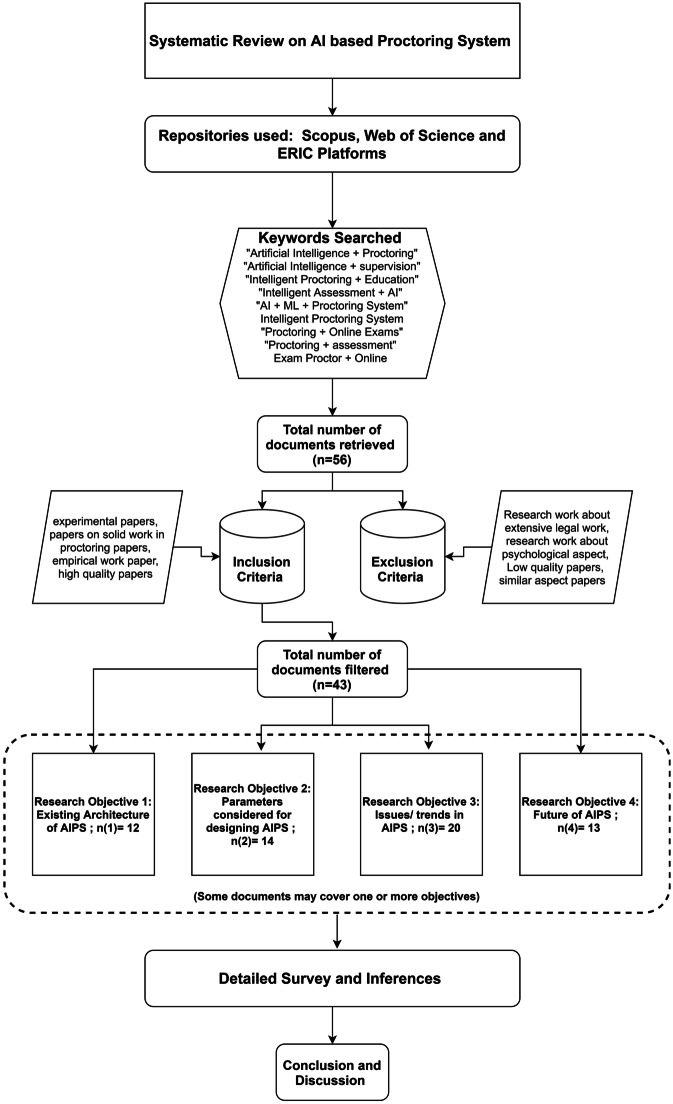 Systematic Review on AI based Proctoring System
Repositories used: Scopus, Web of Science and
ERIC Platforms
Keywords Searched
"Artificial Intelligence + Proctoring"
"Artificial Intelligence + supervision"
"Intelligent Proctoring + Education"
"Intelligent Assessment + AI"
"AI + ML + Proctoring System"
Intelligent Proctoring System
"Proctoring + Online Exams"
"Proctoring + assessment"
Exam Proctor + Online
Total number of
documents retrieved
(n=56)
experimental papers,
papers on solid work in
proctoring papers,
empirical work paper,
high quality papers
Inclusion
Criteria
Exclusion
Criteria
Research work about
extensive legal work,
research work about
psychological aspect,
Low quality papers,
similar aspect papers
Total number of
documents filtered
(n=43)
Research Objective 1:
Existing Architecture
of AIPS ; n(1)= 12
Research Objective 2:
Parameters
considered for
designing AIPS ;
n(2)= 14
Research Objective 3:
Issues/ trends in
AIPS ; n(3)= 20
Research Objective 4:
Future of AIPS ;
n(4)= 13
(Some documents may cover one or more objectives)
Detailed Survey and Inferences
Conclusion and
Discussion